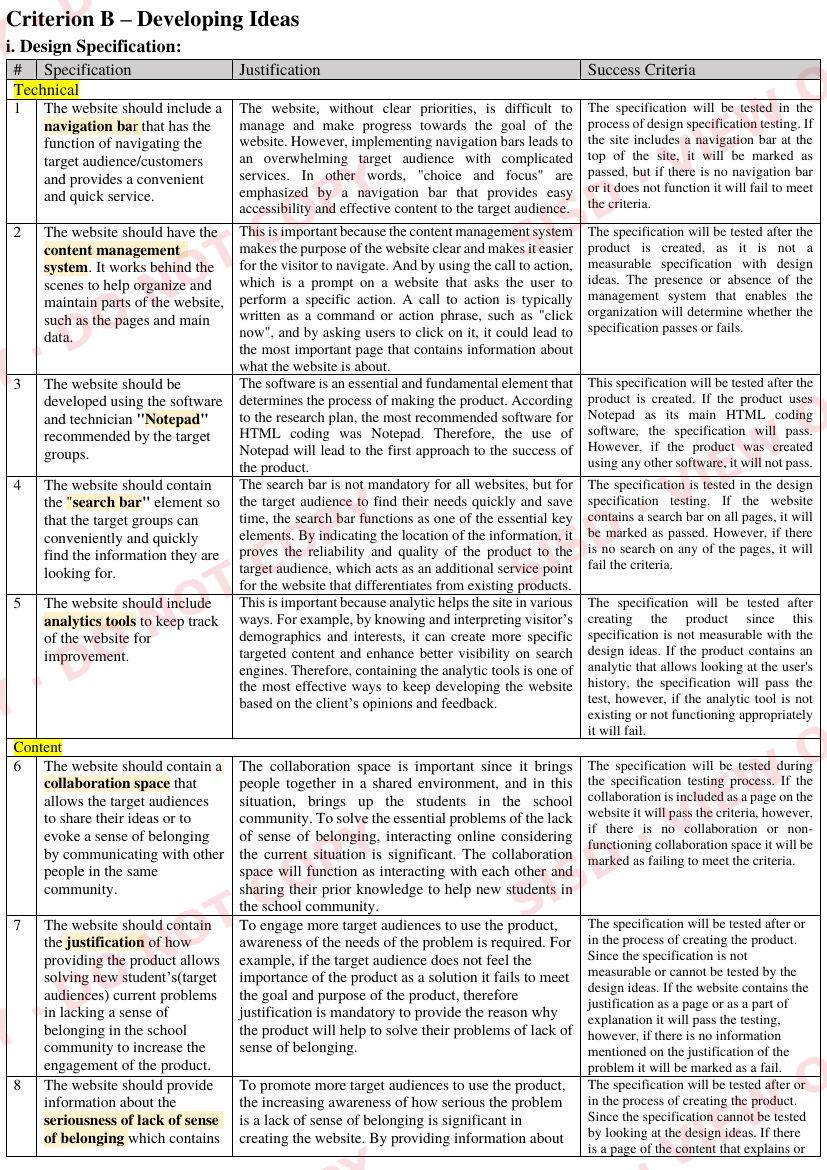 Criterion B – Developing Ideas
i. Design Specification:
# Specification Justification Success Criteria
Technical
1
The website should include a
navigation bar that has the
function of navigating the
target audience/customers
and provides a convenient
and quick service.
The website, without clear priorities, is difficult to
manage and make progress towards the goal of the
website. However, implementing navigation bars leads to
an overwhelming target audience with complicated
services. In other words, "choice and focus" are
emphasized by a navigation bar that provides easy
accessibility and effective content to the target audience.
The specification will be tested in the
process of design specification testing. If
the site includes a navigation bar at the
top of the site, it will be marked as
passed, but if there is no navigation bar
or it does not function it will fail to meet
the criteria.
2
The website should have the
content management
system. It works behind the
scenes to help organize and
maintain parts of the website,
such as the pages and main
data.
This is important because the content management system
makes the purpose of the website clear and makes it easier
for the visitor to navigate. And by using the call to action,
which is a prompt on a website that asks the user to
perform a specific action. A call to action is typically
written as a command or action phrase, such as "click
now", and by asking users to click on it, it could lead to
the most important page that contains information about
what the website is about.
The specification will be tested after the
product is created, as it is not a
measurable specification with design
ideas. The presence or absence of the
management system that enables the
organization will determine whether the
specification passes or fails.
3
The website should be
developed using the software
and technician "Notepad"
recommended by the target
groups.
The software is an essential and fundamental element that
determines the process of making the product. According
to the research plan, the most recommended software for
HTML coding was Notepad. Therefore, the use of
Notepad will lead to the first approach to the success of
the product.
This specification will be tested after the
product is created. If the product uses
Notepad as its main HTML coding
software, the specification will pass.
However, if the product was created
using any other software, it will not pass.
4
The website should contain
the "search bar" element so
that the target groups can
conveniently and quickly
find the information they are
looking for.
The search bar is not mandatory for all websites, but for
the target audience to find their needs quickly and save
time, the search bar functions as one of the essential key
elements. By indicating the location of the information, it
proves the reliability and quality of the product to the
target audience, which acts as an additional service point
for the website that differentiates from existing products.
The specification is tested in the design
specification testing. If the website
contains a search bar on all pages, it will
be marked as passed. However, if there
is no search on any of the pages, it will
fail the criteria.
5
The website should include
analytics tools to keep track
of the website for
improvement.
This is important because analytic helps the site in various
ways. For example, by knowing and interpreting visitor's
demographics and interests, it can create more specific
targeted content and enhance better visibility on search
engines. Therefore, containing the analytic tools is one of
the most effective ways to keep developing the website
based on the client's opinions and feedback.
The specification will be tested after
creating the product since this
specification is not measurable with the
design ideas. If the product contains an
analytic that allows looking at the user's
history, the specification will pass the
test, however, if the analytic tool is not
existing or not functioning appropriately
it will fail.
Content
6
The website should contain a
collaboration space that
allows the target audiences
to share their ideas or to
evoke a sense of belonging
by communicating with other
people in the same
community.
The collaboration space is important since it brings
people together in a shared environment, and in this
situation, brings up the students in the school
community. To solve the essential problems of the lack
of sense of belonging, interacting online considering
the current situation is significant. The collaboration
space will function as interacting with each other and
sharing their prior knowledge to help new students in
the school community.
The specification will be tested during
the specification testing process. If the
collaboration is included as a page on the
website it will pass the criteria, however,
if there is no collaboration or non-
functioning collaboration space it will be
marked as failing to meet the criteria.
7
The website should contain
the justification of how
providing the product allows
solving new student's(target
audiences) current problems
in lacking a sense of
belonging in the school
community to increase the
engagement of the product.
To engage more target audiences to use the product,
awareness of the needs of the problem is required. For
example, if the target audience does not feel the
importance of the product as a solution it fails to meet
the goal and purpose of the product, therefore
justification is mandatory to provide the reason why
the product will help to solve their problems of lack of
sense of belonging.
The specification will be tested after or
in the process of creating the product.
Since the specification is not
measurable or cannot be tested by the
design ideas. If the website contains the
justification as a page or as a part of
explanation it will pass the testing,
however, if there is no information
mentioned on the justification of the
problem it will be marked as a fail.
8
The website should provide
information about the
seriousness of lack of sense
of belonging which contains
To promote more target audiences to use the product,
the increasing awareness of how serious the problem
is a lack of sense of belonging is significant in
creating the website. By providing information about
The specification will be tested after or
in the process of creating the product.
Since the specification cannot be tested
by looking at the design ideas. If there
is a page of the content that explains or